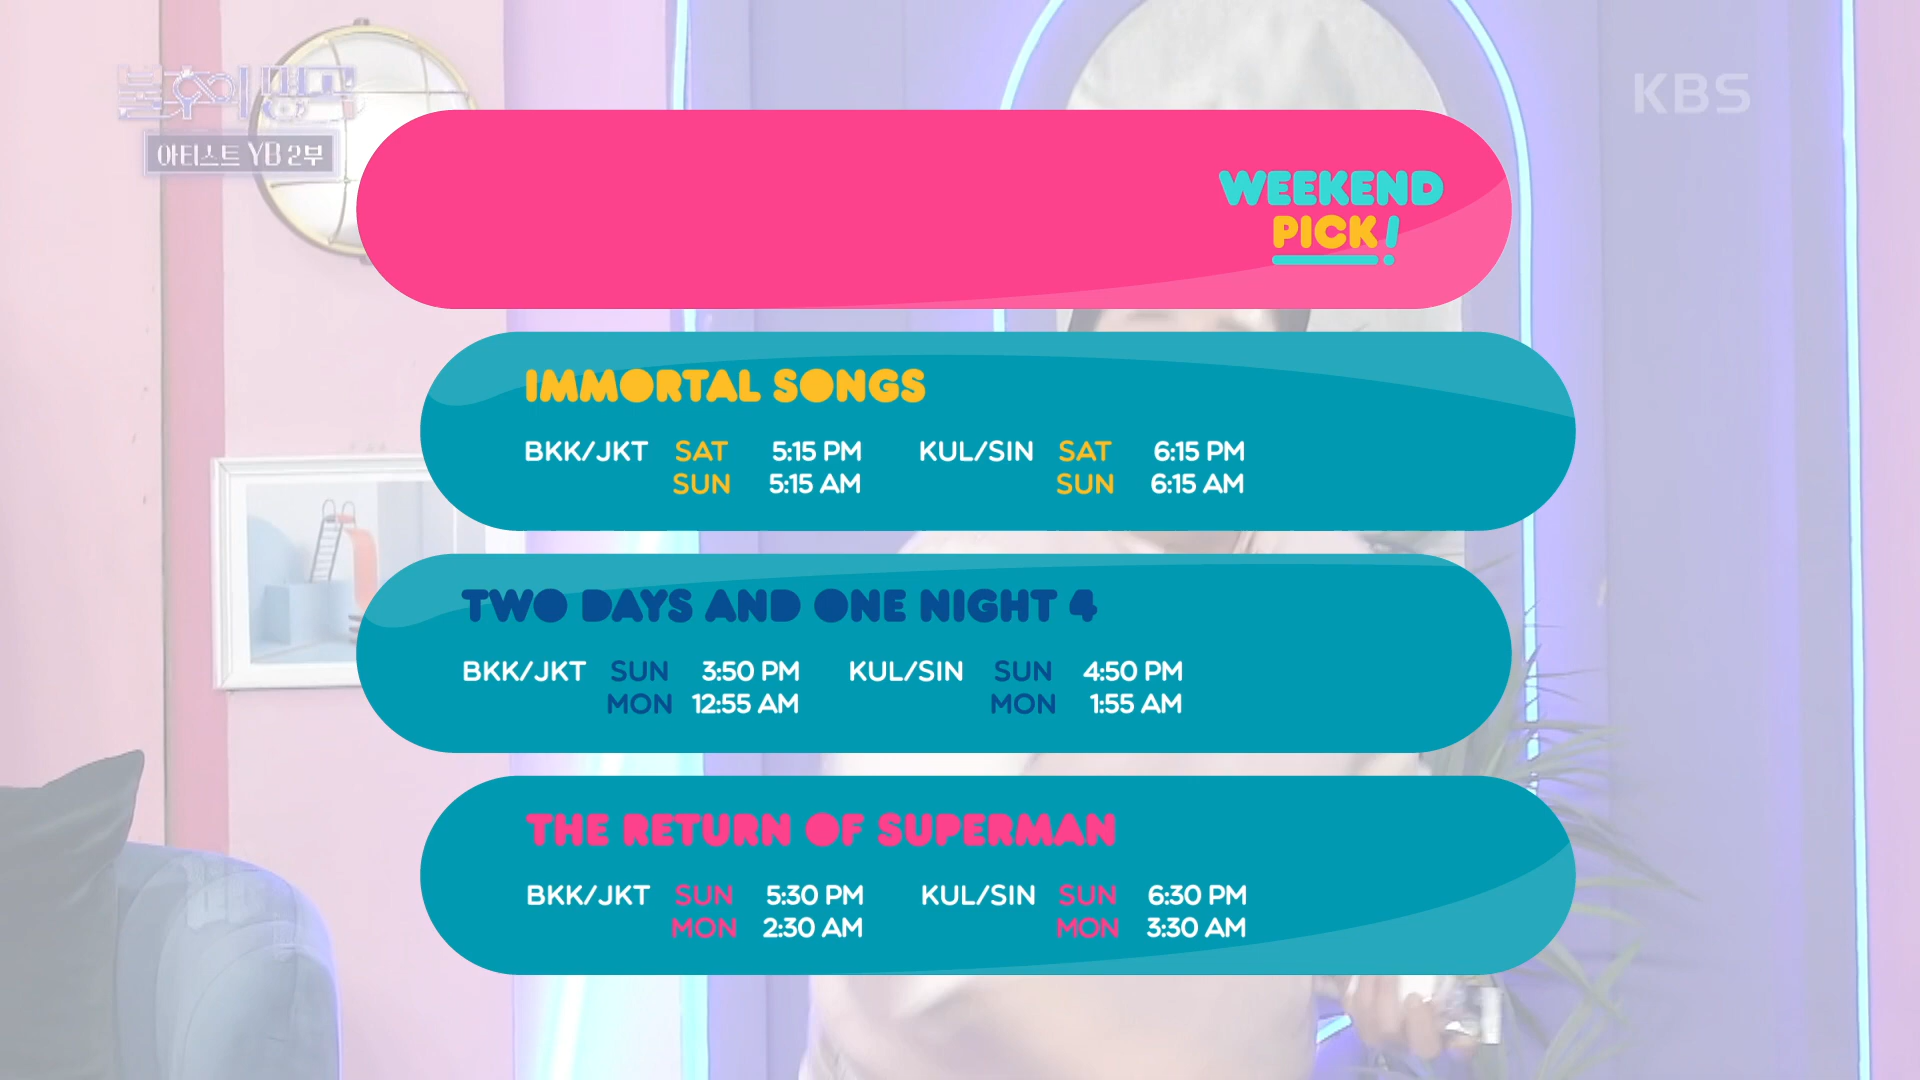 불후의 명곡
아티스트 YB 2부
KBS
WEEKEND
PICK!
IMMORTAL SONGS
BKK/JKT SAT 5:15 PM KUL/SIN SAT 6:15 PM
SUN 5:15 AM SUN 6:15 AM
TWO DAYS AND ONE NIGHT 4
BKK/JKT SUN 3:50 PM KUL/SIN SUN 4:50 PM
MON 12:55 AM MON 1:55 AM
THE RETURN OF SUPERMAN
BKK/JKT SUN 5:30 PM KUL/SIN SUN 6:30 PM
MON 2:30 AM MON 3:30 AM